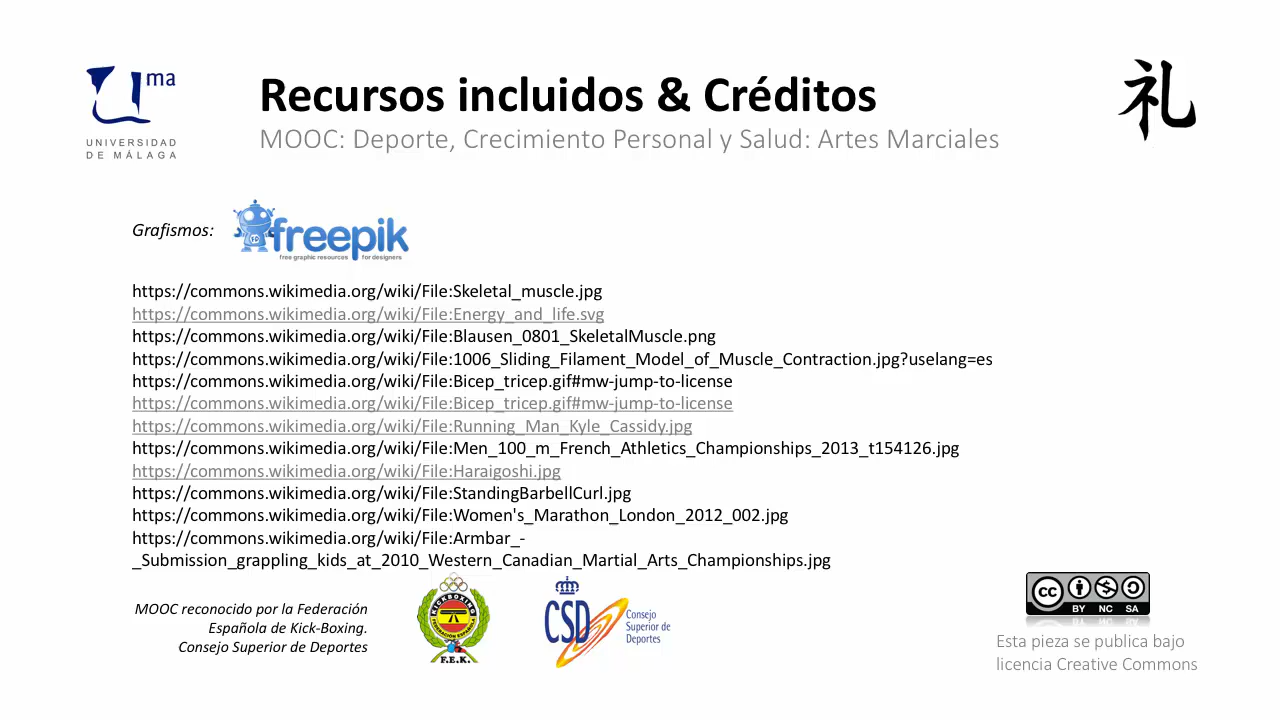 uma
UNIVERSIDAD
DE MÁLAGA
Recursos incluidos & Créditos
MOOC: Deporte, Crecimiento Personal y Salud: Artes Marciales
礼
Grafismos:
freepik
free graphic resources for designers
https://commons.wikimedia.org/wiki/File:Skeletal_muscle.jpg
https://commons.wikimedia.org/wiki/File:Energy_and_life.svg
https://commons.wikimedia.org/wiki/File:Blausen_0801_SkeletalMuscle.png
https://commons.wikimedia.org/wiki/File:1006_Sliding_Filament_Model_of_Muscle_Contraction.jpg?uselang=es
https://commons.wikimedia.org/wiki/File:Bicep_tricep.gif#mw-jump-to-license
https://commons.wikimedia.org/wiki/File:Bicep_tricep.gif#mw-jump-to-license
https://commons.wikimedia.org/wiki/File:Running_Man_Kyle_Cassidy.jpg
https://commons.wikimedia.org/wiki/File:Men_100_m_French_Athletics_Championships_2013_t154126.jpg
https://commons.wikimedia.org/wiki/File:Haraigoshi.jpg
https://commons.wikimedia.org/wiki/File:StandingBarbellCurl.jpg
https://commons.wikimedia.org/wiki/File:Women's_Marathon_London_2012_002.jpg
https://commons.wikimedia.org/wiki/File:Armbar_-
_Submission_grappling_kids_at_2010_Western_Canadian_Martial_Arts_Championships.jpg
MOOC reconocido por la Federación
Española de Kick-Boxing.
Consejo Superior de Deportes
KICKBOXING
FEDERACIÓN ESPAÑOLA
F.E.K.
CSD
Consejo
Superior de
Deportes
cc
BY NC SA
Esta pieza se publica bajo
licencia Creative Commons